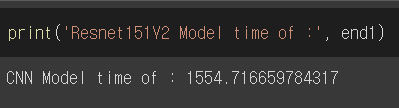 print('Resnet151V2 Model time of :', end1)
CNN Model time of : 1554.716659784317